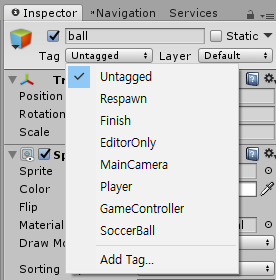 Inspector Navigation Services
ball Static
Tag Untagged Layer Default
Untagged
Respawn
Finish
EditorOnly
MainCamera
Player
GameController
SoccerBall
Add Tag...
Tr
Position
Rotation
Scale
Sp
Sprite
Color
Flip
Material
Draw Mo
Sorting